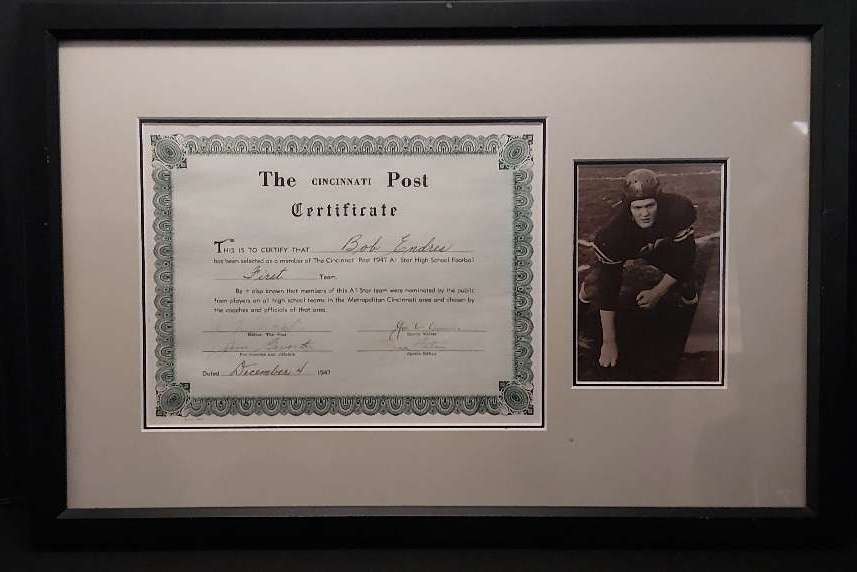 The CINCINNATI Post
Certificate
THIS IS TO CERTIFY THAT Bob Endres
has been selected as a member of The Cincinnati Post 1947 All Star High School Football
First Team.
Be it also known that members of this All Star team were nominated by the public
from players on all high school teams in the Metropolitan Cincinnati area and chosen by
the coaches and officials of that area.
Editor, The Post
Sports Writer
For coaches and officials
Sports Editor
Dated December 4 1947